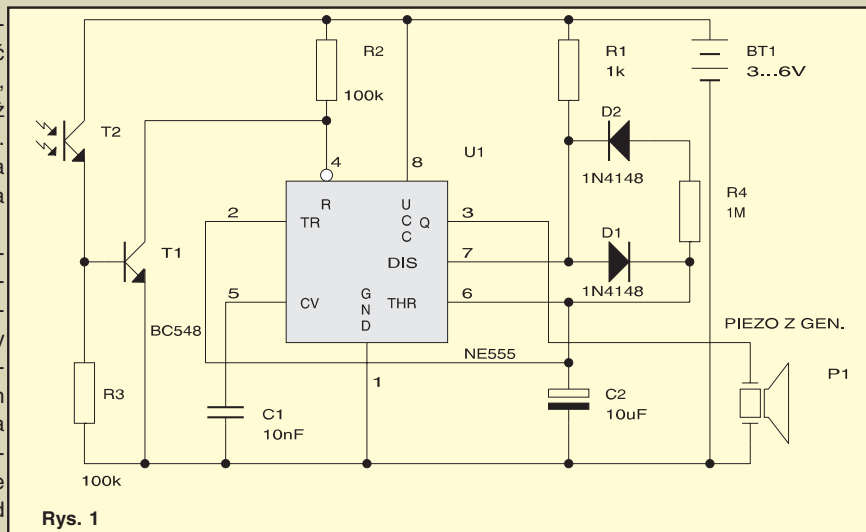 R2
100k
R1
1k
BT1
3...6V
T2
D2
1N4148
R4
1M
4
8
U1
R
UCC
Q
TR
DIS
CV
GND
THR
2
3
7
5
6
1
T1
BC548
D1
1N4148
PIEZO Z GEN.
P1
NE555
R3
100k
C1
10nF
C2
10uF
Rys. 1